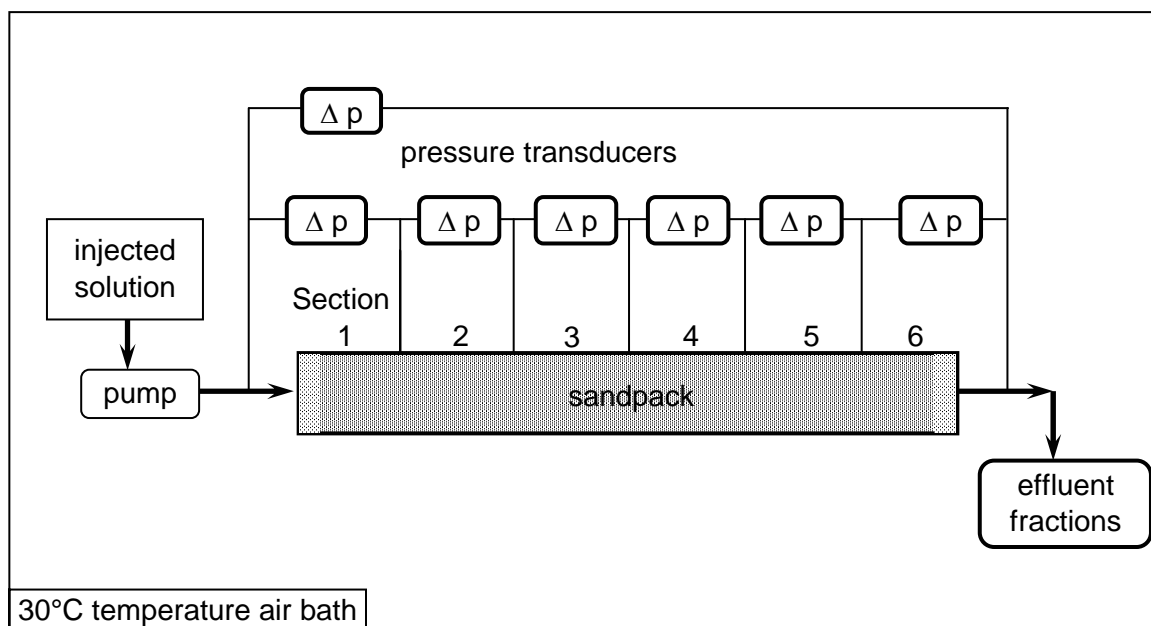 Δ p
pressure transducers
Δ p
Δ p
Δ p
Δ p
Δ p
Δ p
injected
solution
Section
1
2
3
4
5
6
pump
sandpack
effluent
fractions
30°C temperature air bath